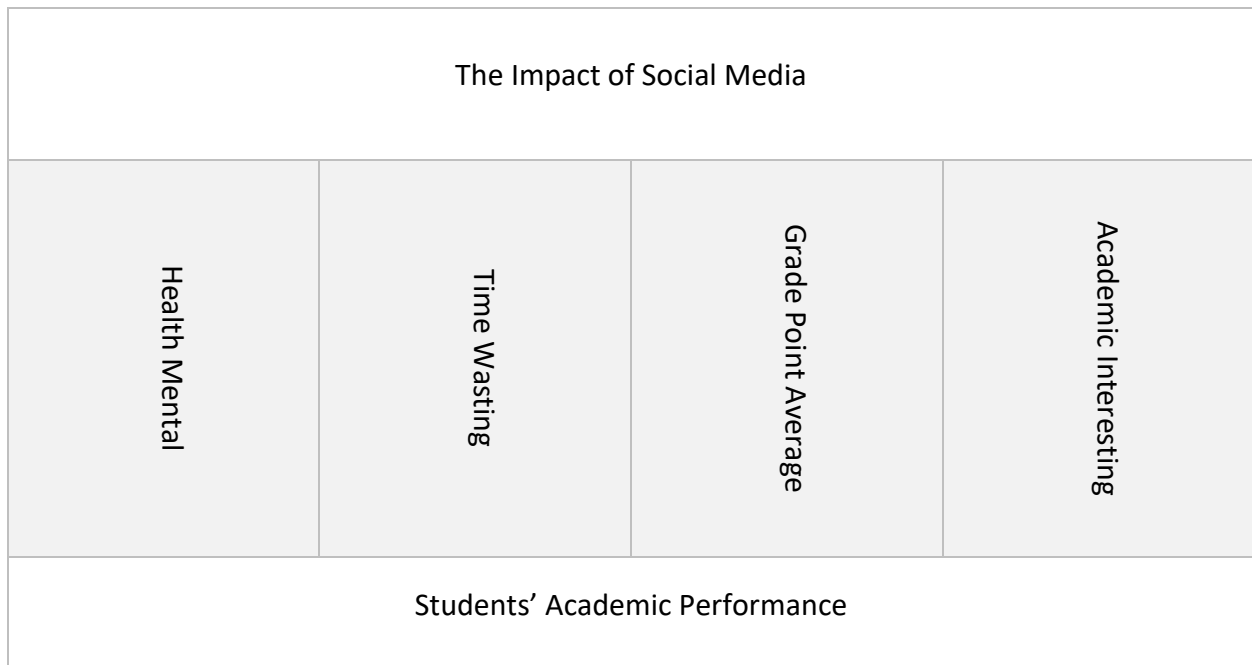 The Impact of Social Media
Health Mental
Time Wasting
Grade Point Average
Academic Interesting
Students’ Academic Performance